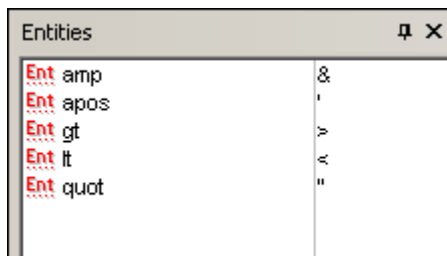 Entities
Ent amp &
Ent apos '
Ent gt >
Ent lt <
Ent quot "